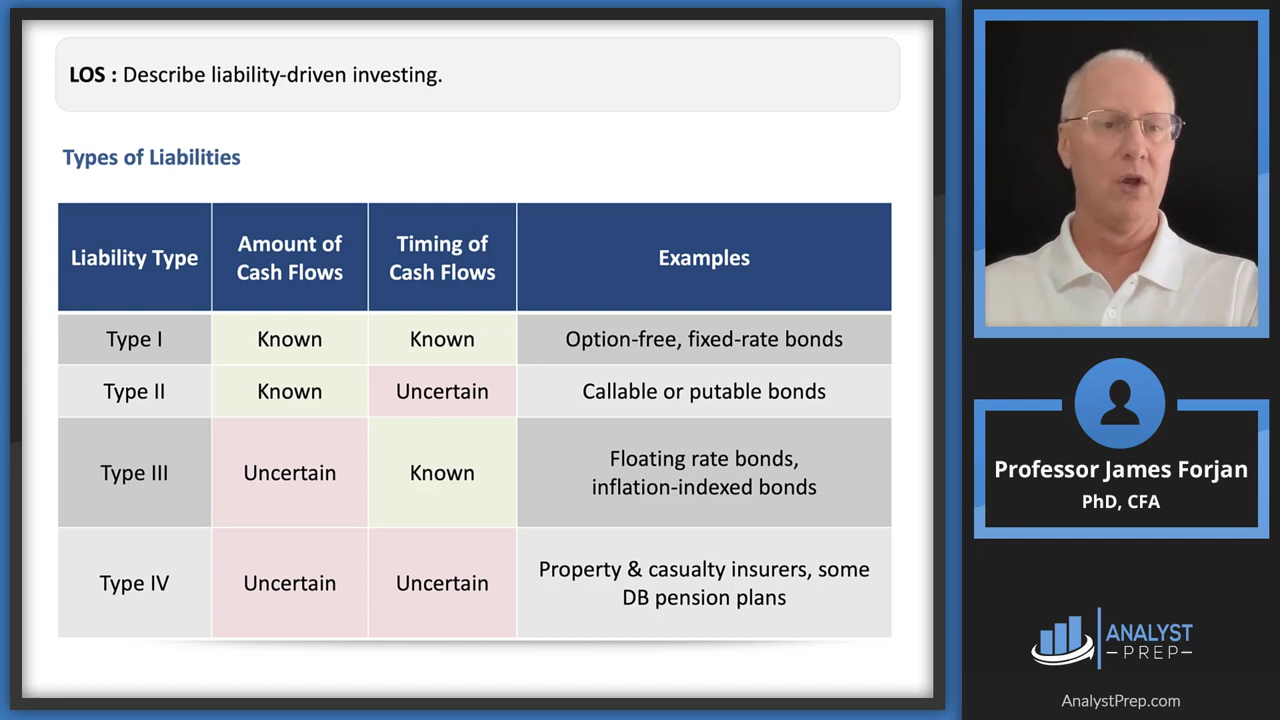 LOS : Describe liability-driven investing.
Types of Liabilities
Liability Type
Amount of
Cash Flows
Timing of
Cash Flows
Examples
Type I
Known
Known
Option-free, fixed-rate bonds
Type II
Known
Uncertain
Callable or putable bonds
Type III
Uncertain
Known
Floating rate bonds,
inflation-indexed bonds
Type IV
Uncertain
Uncertain
Property & casualty insurers, some
DB pension plans
Professor James Forjan
PhD, CFA
ANALYST
PREP
AnalystPrep.com